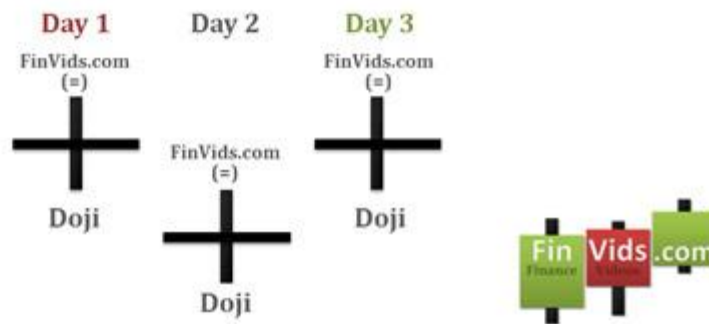 Day 1 Day 2 Day 3
FinVids.com FinVids.com
(=) (=)
FinVids.com
(=)
Doji Doji
Doji
Fin Vids .com
Finance Videos